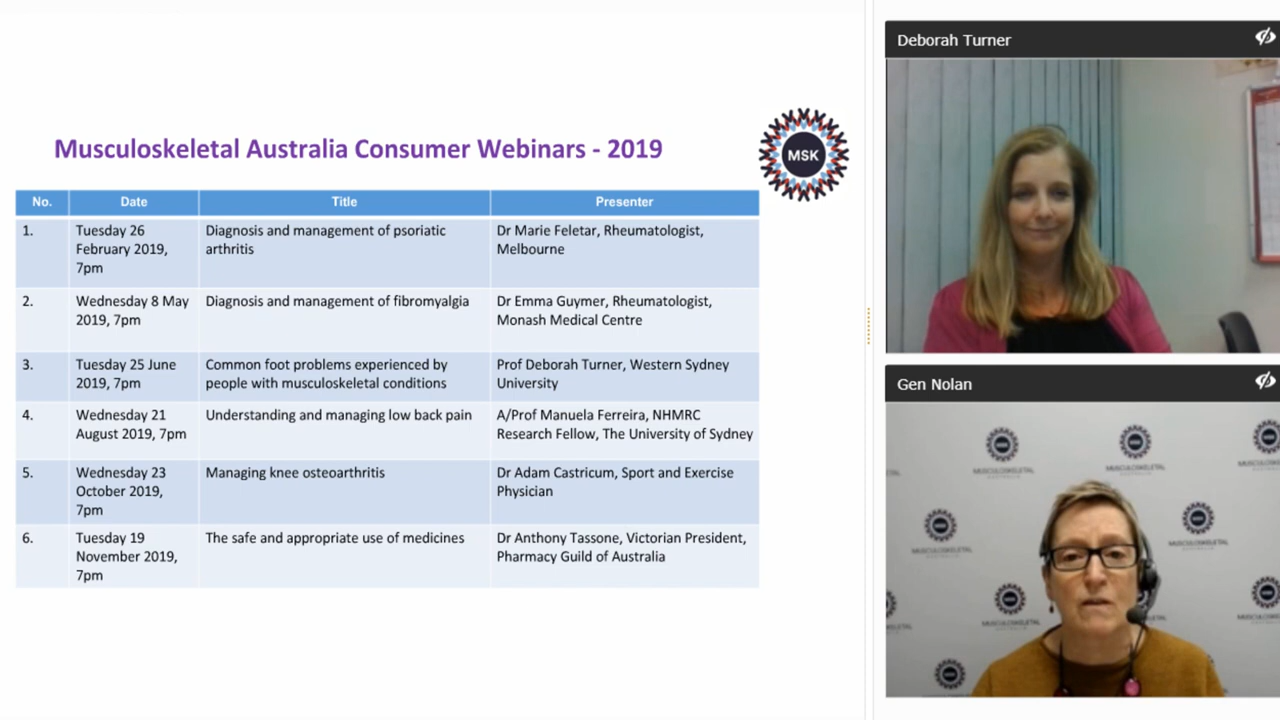 Musculoskeletal Australia Consumer Webinars - 2019
MSK
No. Date Title Presenter
1. Tuesday 26 February 2019, 7pm Diagnosis and management of psoriatic arthritis Dr Marie Feletar, Rheumatologist, Melbourne
2. Wednesday 8 May 2019, 7pm Diagnosis and management of fibromyalgia Dr Emma Guymer, Rheumatologist, Monash Medical Centre
3. Tuesday 25 June 2019, 7pm Common foot problems experienced by people with musculoskeletal conditions Prof Deborah Turner, Western Sydney University
4. Wednesday 21 August 2019, 7pm Understanding and managing low back pain A/Prof Manuela Ferreira, NHMRC Research Fellow, The University of Sydney
5. Wednesday 23 October 2019, 7pm Managing knee osteoarthritis Dr Adam Castricum, Sport and Exercise Physician
6. Tuesday 19 November 2019, 7pm The safe and appropriate use of medicines Dr Anthony Tassone, Victorian President, Pharmacy Guild of Australia
Deborah Turner
Gen Nolan
MSK
MUSCULOSKELETAL
AUSTRALIA